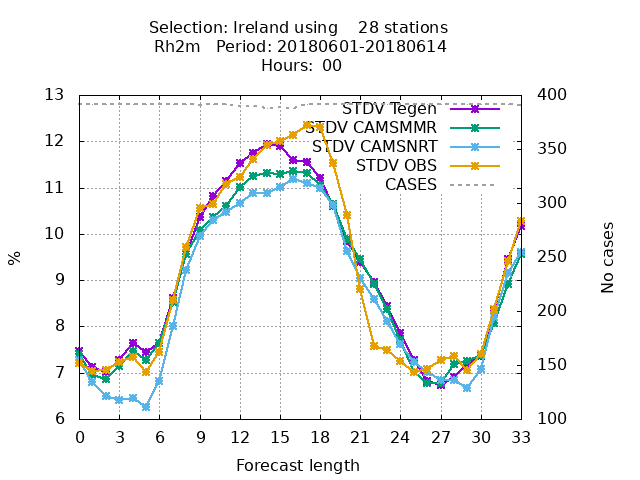 Selection: Ireland using    28 stations
Rh2m   Period: 20180601-20180614
Hours: 00
13 400
STDV Tegen
STDV CAMSMMR
12
STDV CAMSNRT 350
STDV OBS
11 CASES
300
10
% 9 250 No cases
8 200
7 150
6 100
0 3 6 9 12 15 18 21 24 27 30 33
Forecast length